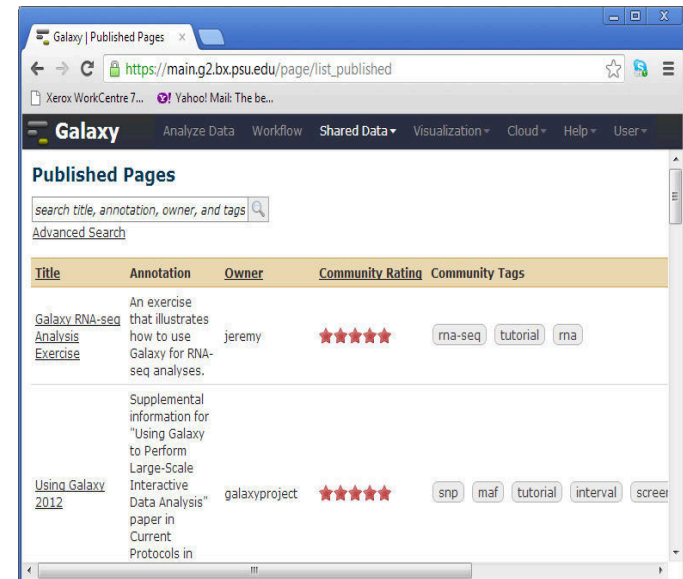 Galaxy | Published Pages
https://main.g2.bx.psu.edu/page/list_published
Xerox WorkCentre 7... Yahoo! Mail: The be...
Galaxy Analyze Data Workflow Shared Data Visualization Cloud Help User
Published Pages
search title, annotation, owner, and tags
Advanced Search
Title Annotation Owner Community Rating Community Tags
Galaxy RNA-seq
Analysis
Exercise
An exercise
that illustrates
how to use
Galaxy for RNA-
seq analyses.
jeremy
rna-seq tutorial rna
Using Galaxy
2012
Supplemental
information for
"Using Galaxy
to Perform
Large-Scale
Interactive
Data Analysis"
paper in
Current
Protocols in
galaxyproject
snp maf tutorial interval screen